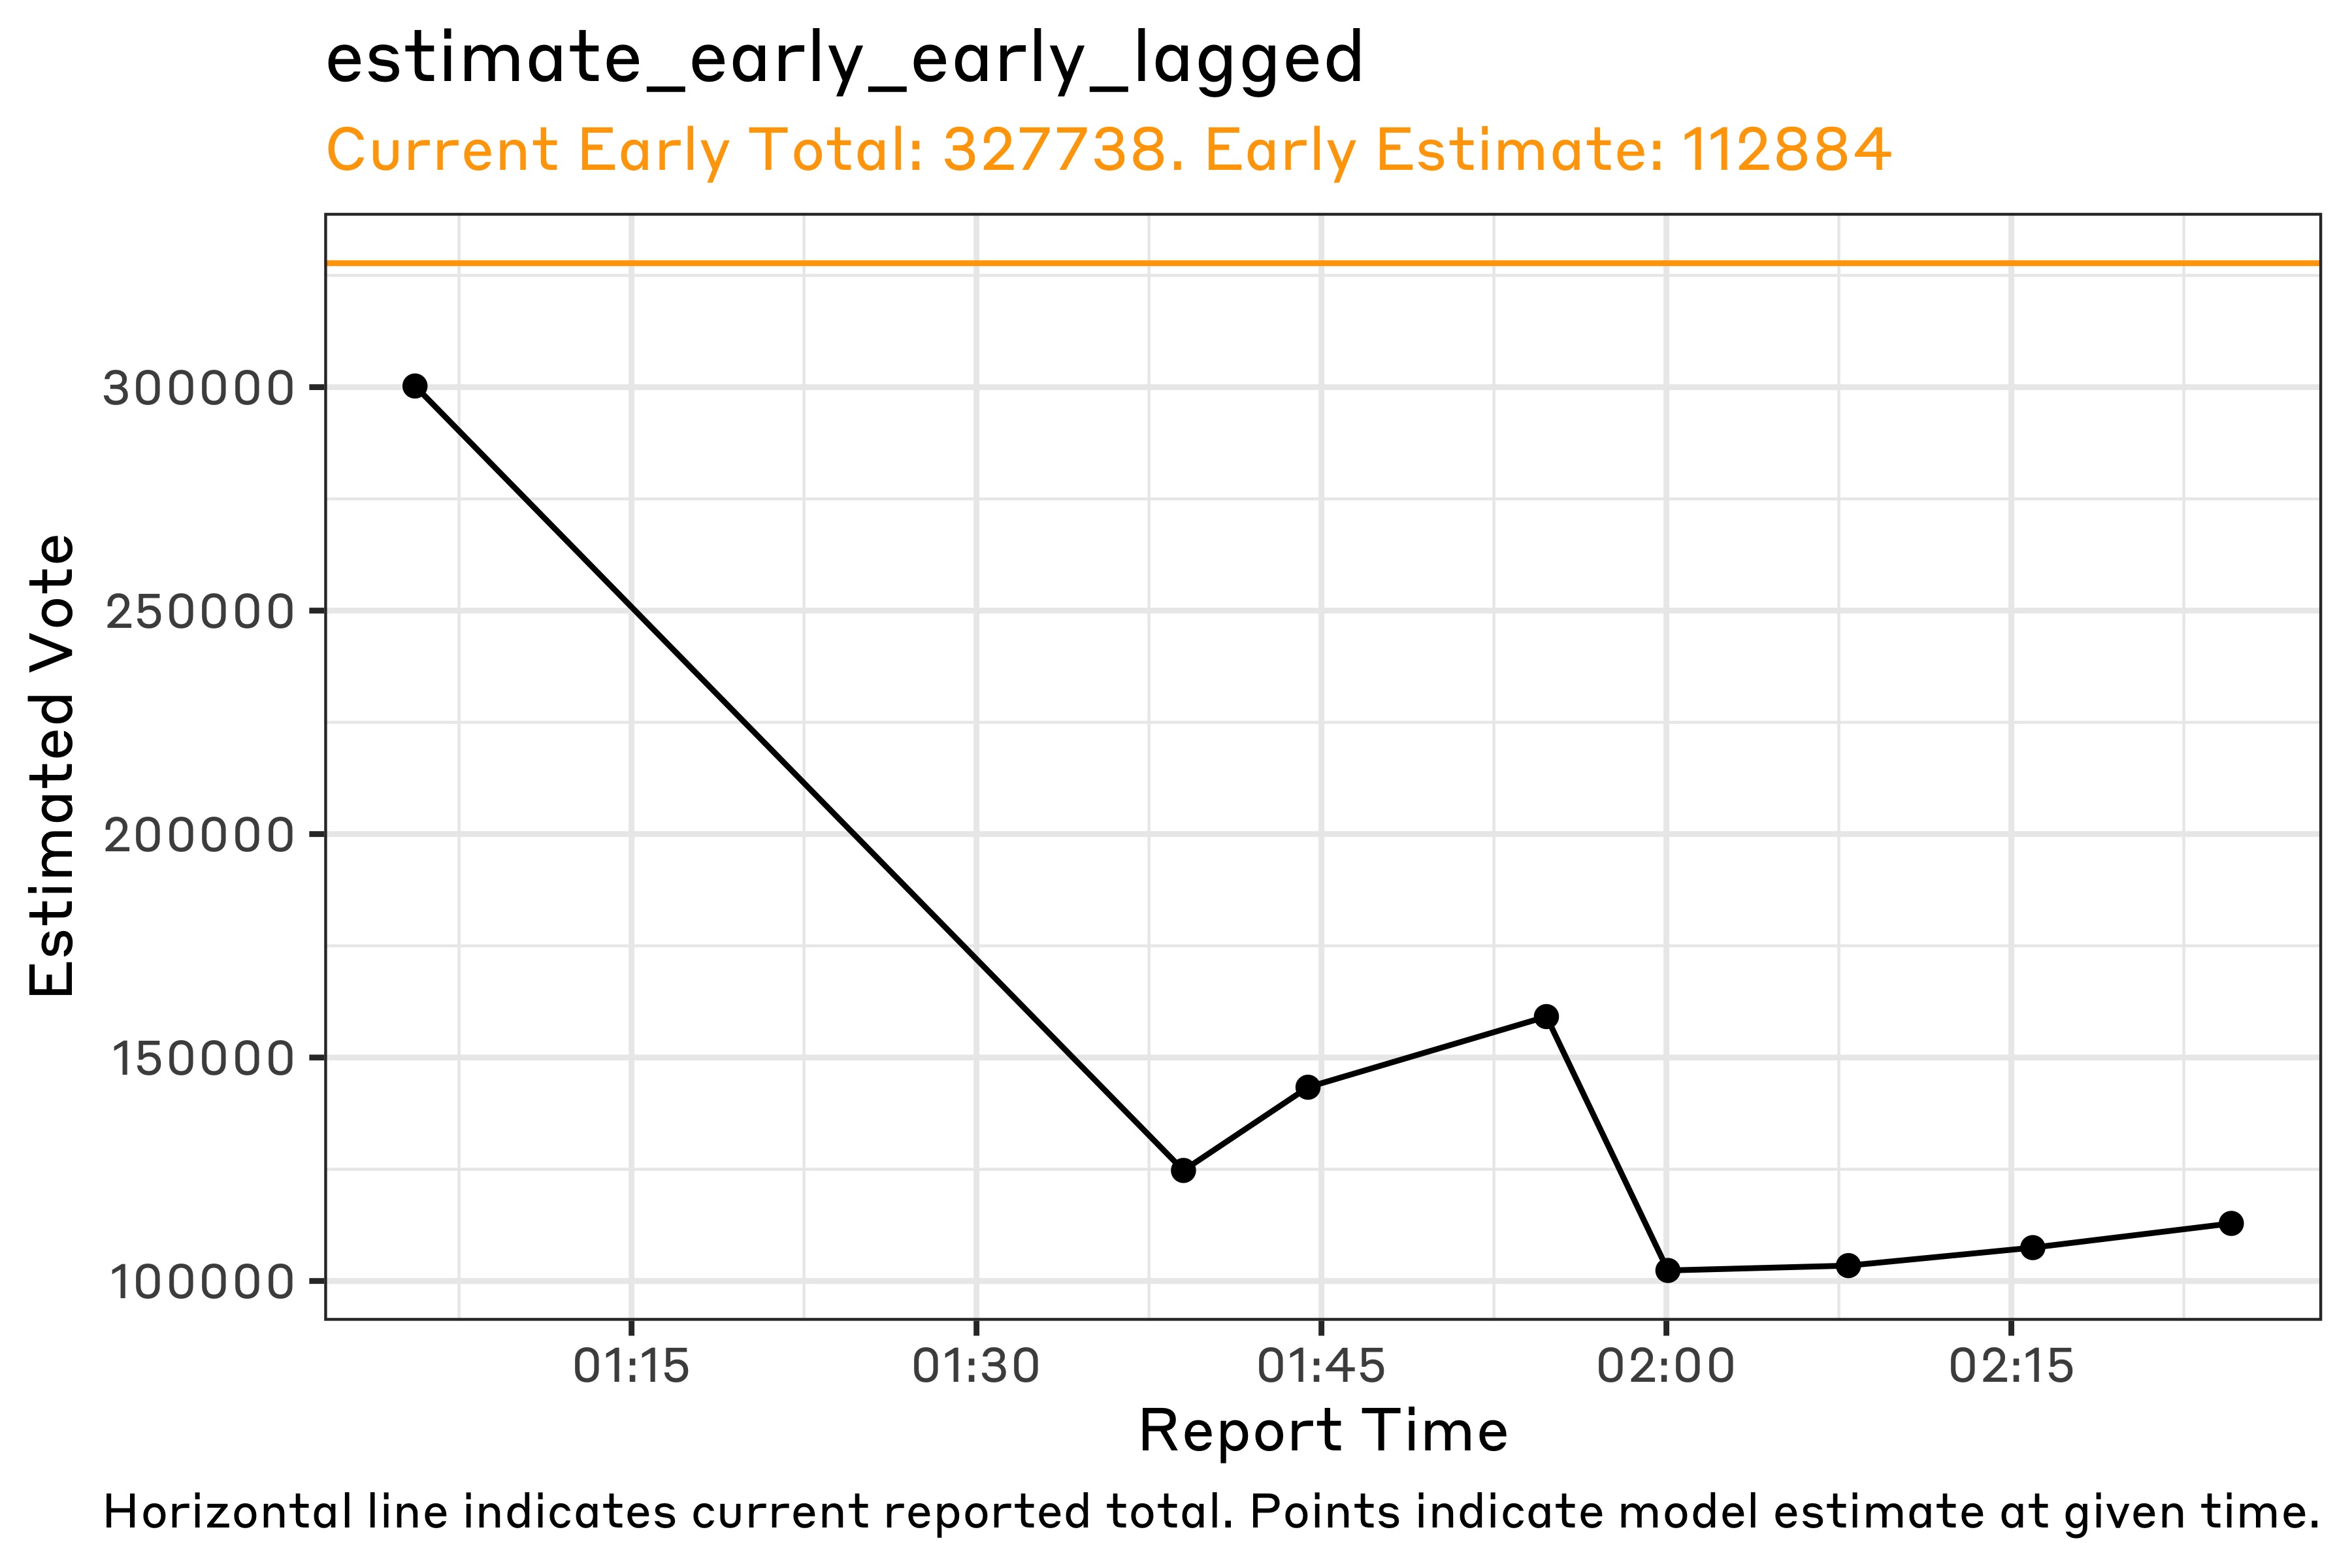 estimate_early_early_lagged
Current Early Total: 327738. Early Estimate: 112884
Estimated Vote
300000
250000
200000
150000
100000
01:15 01:30 01:45 02:00 02:15
Report Time
Horizontal line indicates current reported total. Points indicate model estimate at given time.